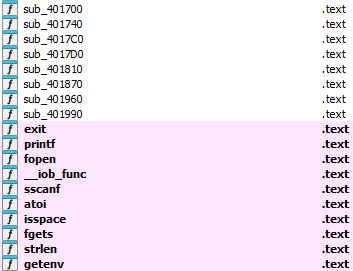 f sub_401700 .text
f sub_401740 .text
f sub_4017C0 .text
f sub_4017D0 .text
f sub_401810 .text
f sub_401870 .text
f sub_401960 .text
f sub_401990 .text
f exit .text
f printf .text
f fopen .text
f __iob_func .text
f sscanf .text
f atoi .text
f isspace .text
f fgets .text
f strlen .text
f getenv .text